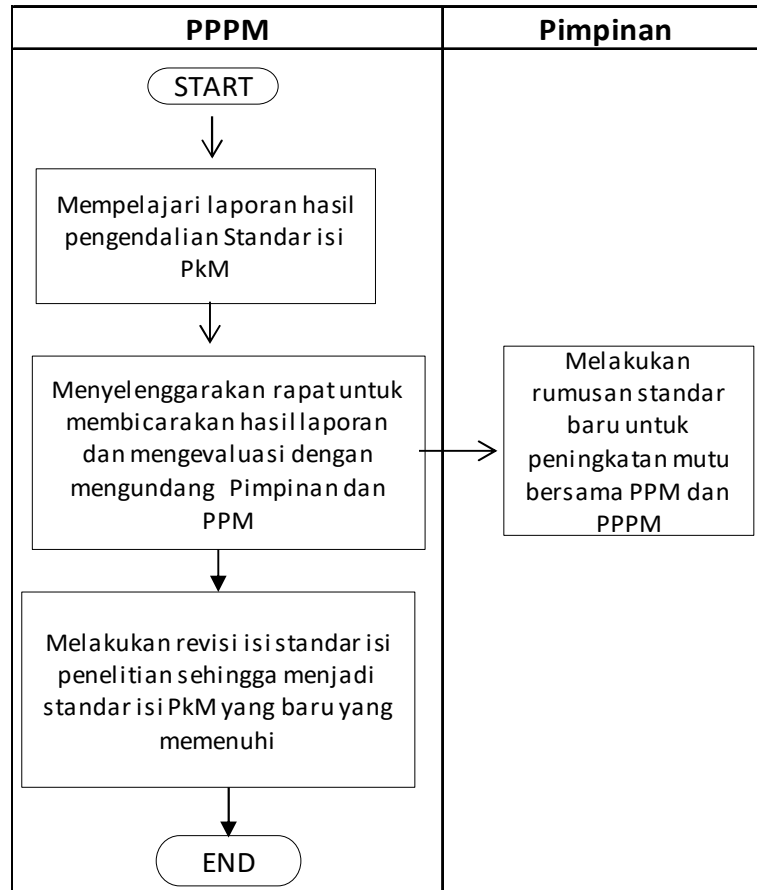 PPPM
Pimpinan
START
Mempelajari laporan hasil
pengendalian Standar isi
PkM
Menyelenggarakan rapat untuk
membicarakan hasil laporan
dan mengevaluasi dengan
mengundang Pimpinan dan
PPM
Melakukan
rumusan standar
baru untuk
peningkatan mutu
bersama PPM dan
PPPM
Melakukan revisi isi standar isi
penelitian sehingga menjadi
standar isi PkM yang baru yang
memenuhi
END